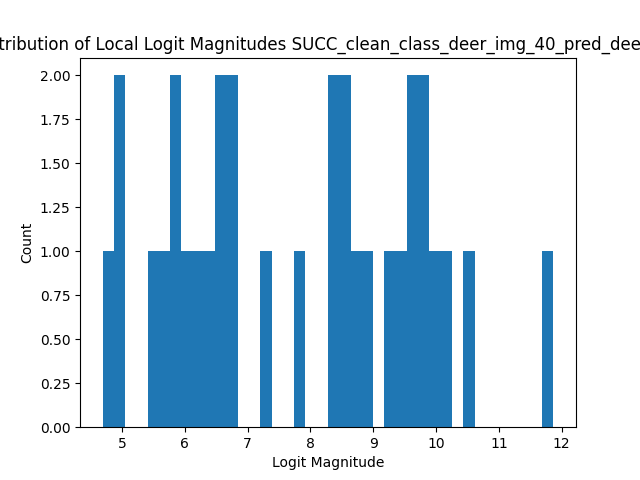 tribution of Local Logit Magnitudes SUCC_clean_class_deer_img_40_pred_dee
2.00
1.75
1.50
1.25
1.00
0.75
0.50
0.25
0.00
Count
5 6 7 8 9 10 11 12
Logit Magnitude